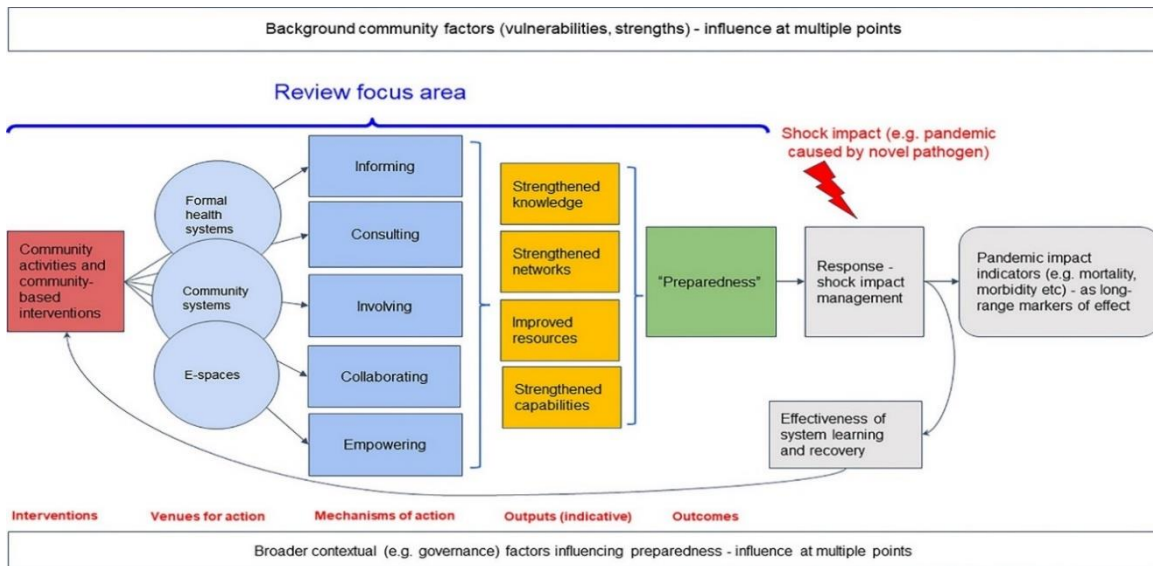 Background community factors (vulnerabilities, strengths) - influence at multiple points
Review focus area
Shock impact (e.g. pandemic
caused by novel pathogen)
Community
activities and
community-
based
interventions
Formal
health
systems
Community
systems
E-spaces
Informing
Consulting
Involving
Collaborating
Empowering
Strengthened
knowledge
Strengthened
networks
Improved
resources
Strengthened
capabilities
"Preparedness"
Response -
shock impact
management
Pandemic impact
indicators (e.g. mortality,
morbidity etc) - as long-
range markers of effect
Effectiveness of
system learning
and recovery
Interventions
Venues for action
Mechanisms of action
Outputs (indicative)
Outcomes
Broader contextual (e.g. governance) factors influencing preparedness - influence at multiple points